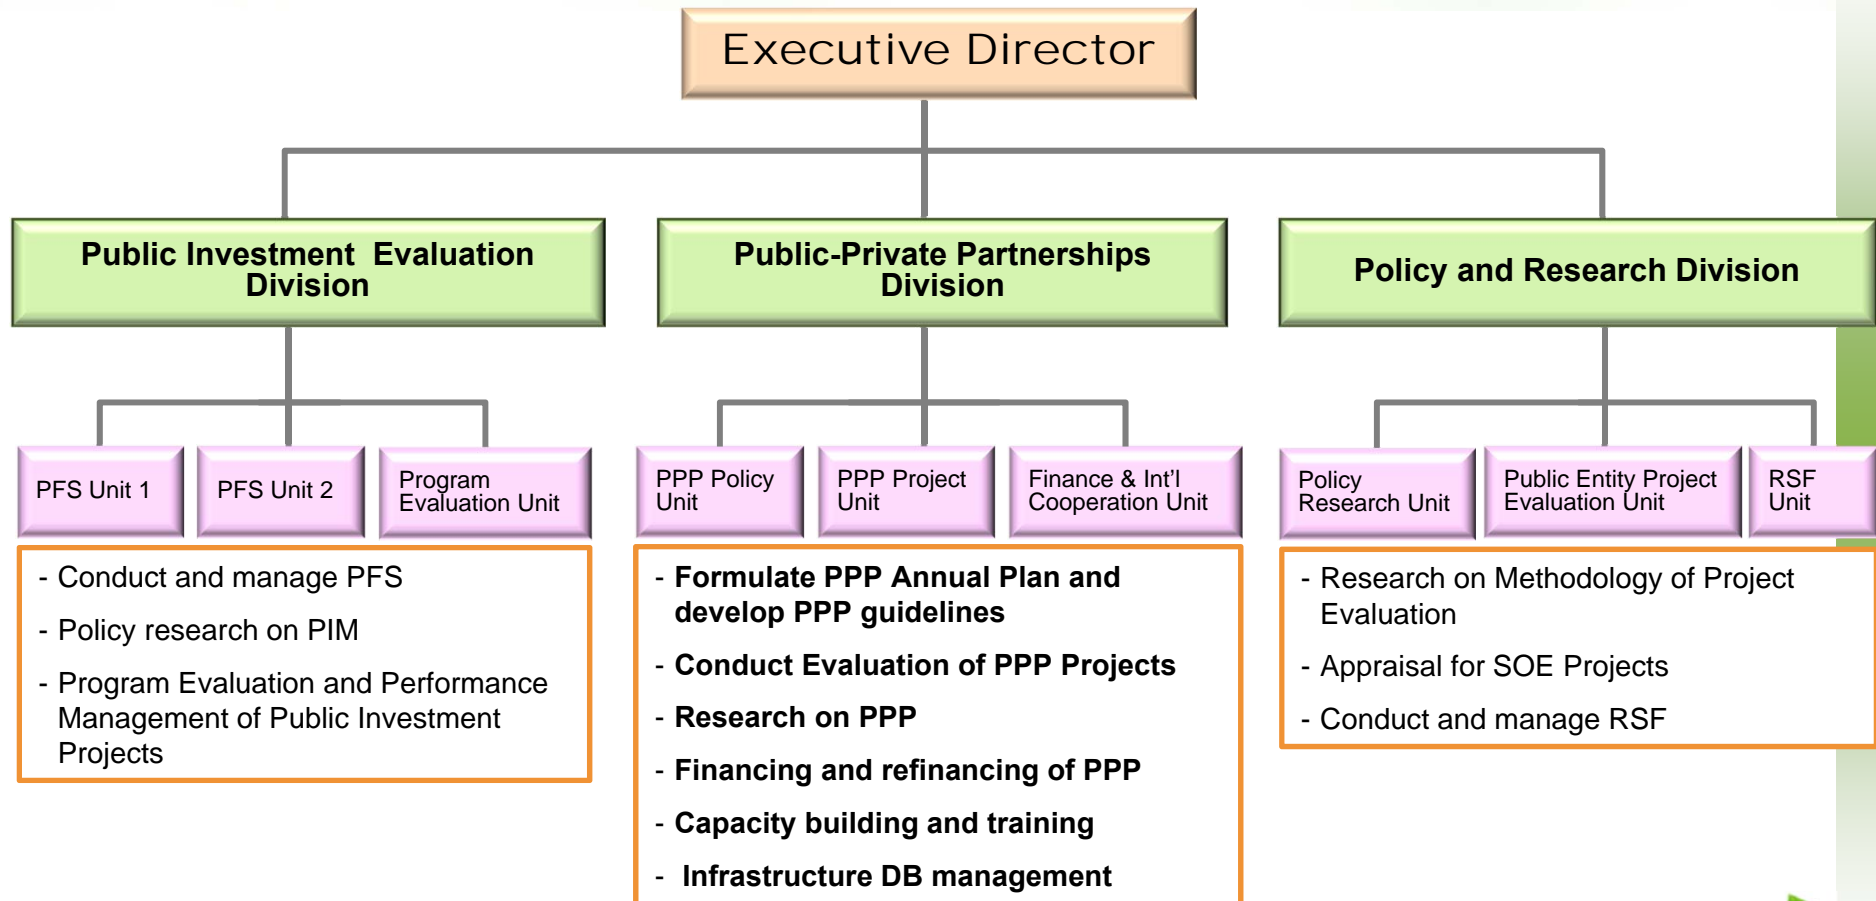 Executive Director
Public Investment  Evaluation
Division
Public-Private Partnerships
Division
Policy and Research Division
PFS Unit 1
PFS Unit 2
Program
Evaluation Unit
PPP Policy
Unit
PPP Project
Unit
Finance & Int’l
Cooperation Unit
Policy
Research Unit
Public Entity Project
Evaluation Unit
RSF
Unit
- Conduct and manage PFS
- Policy research on PIM
- Program Evaluation and Performance
Management of Public Investment
Projects
- Formulate PPP Annual Plan and
develop PPP guidelines
- Conduct Evaluation of PPP Projects
- Research on PPP
- Financing and refinancing of PPP
- Capacity building and training
- Infrastructure DB management
- Research on Methodology of Project
Evaluation
- Appraisal for SOE Projects
- Conduct and manage RSF